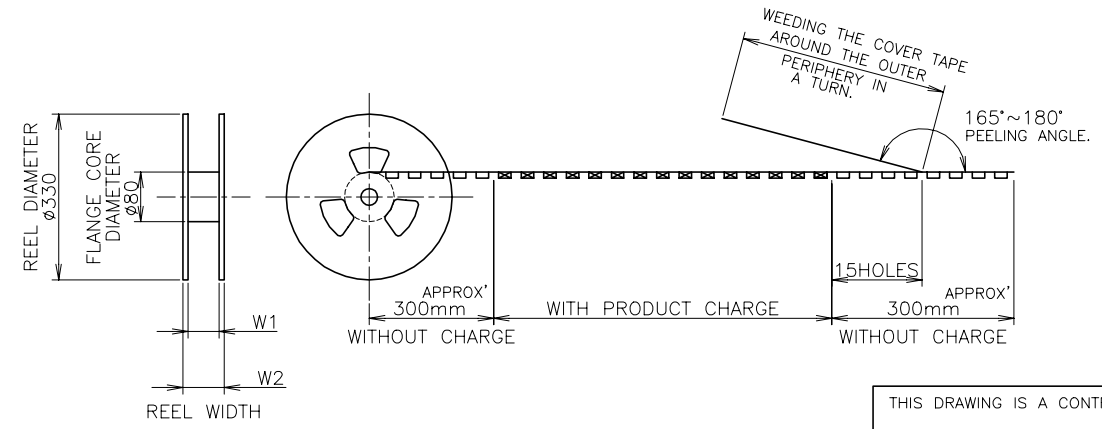 WEEDING THE COVER TAPE
AROUND THE OUTER
PERIPHERY IN
A TURN.
165°~180°
PEELING ANGLE.
REEL DIAMETER
ø330
FLANGE CORE
DIAMETER
ø80
15HOLES
APPROX'
300mm
WITHOUT CHARGE
WITH PRODUCT CHARGE
APPROX'
300mm
WITHOUT CHARGE
W1
W2
REEL WIDTH
THIS DRAWING IS A